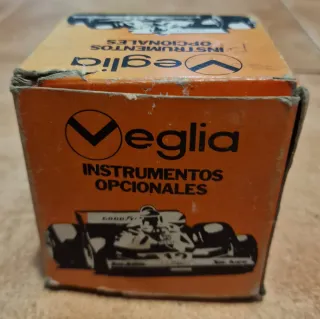 INSTRUMENTOS
OPCIONALES
Veglia
Veglia
INSTRUMENTOS
OPCIONALES
GOODYEAR